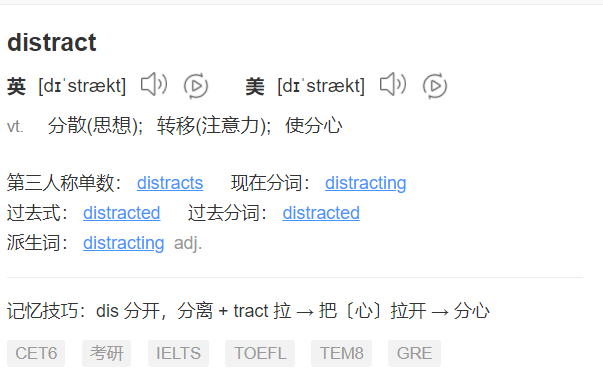 distract
英 [dɪˈstrækt] 美 [dɪˈstrækt]
vt. 分散(思想)；转移(注意力)；使分心
第三人称单数： distracts 现在分词： distracting
过去式： distracted 过去分词： distracted
派生词： distracting adj.
记忆技巧：dis 分开，分离 + tract 拉 → 把〔心〕拉开 → 分心
CET6 考研 IELTS TOEFL TEM8 GRE